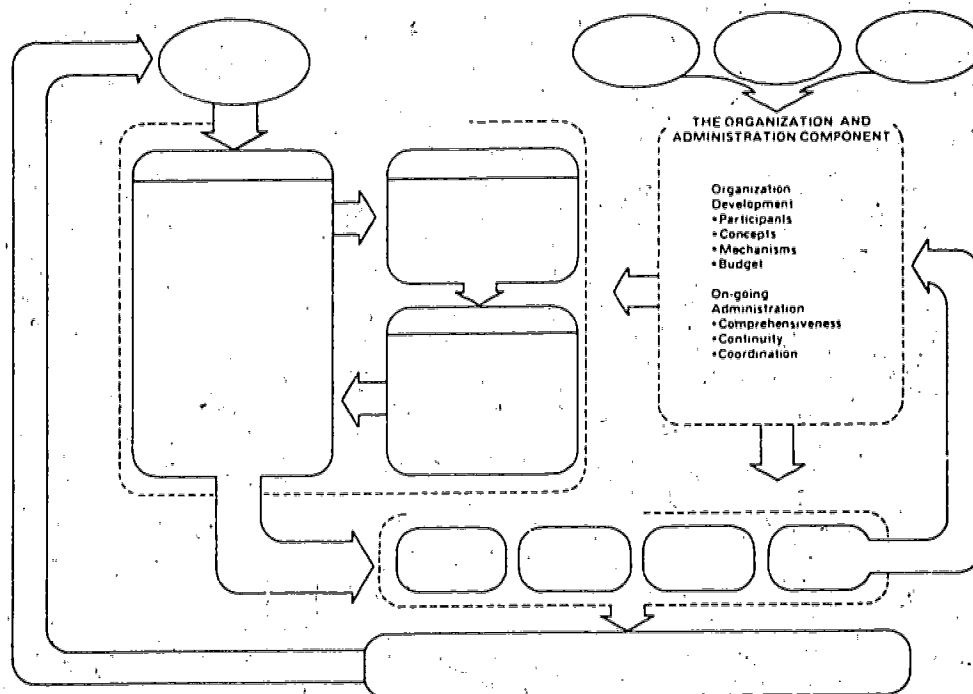 THE ORGANIZATION AND
ADMINISTRATION COMPONENT
Organization
Development
•Participants
•Concepts
•Mechanisms
•Budget
On-going
Administration
•Comprehensiveness
•Continuity
•Coordination